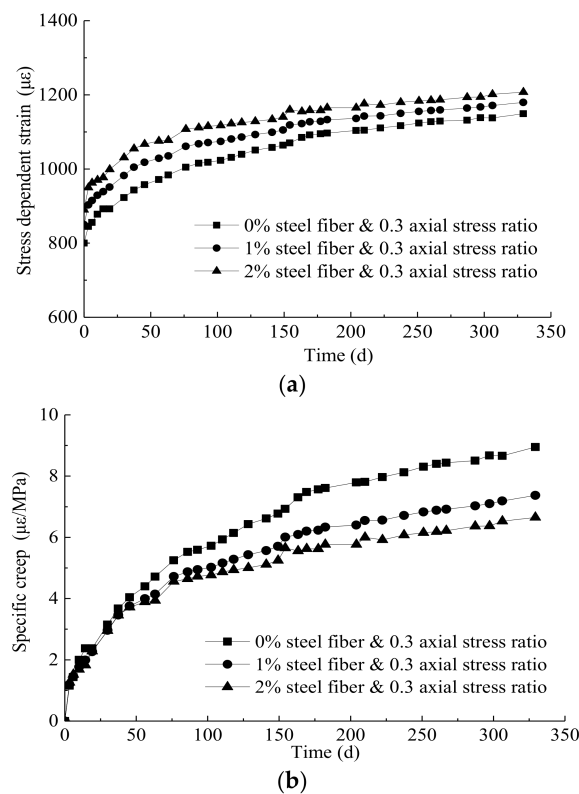 1400
1200
1000
800
600
Stress dependent strain (με)
0% steel fiber & 0.3 axial stress ratio
1% steel fiber & 0.3 axial stress ratio
2% steel fiber & 0.3 axial stress ratio
0 50 100 150 200 250 300 350
Time (d)
(a)
10
8
6
4
2
0
Specific creep (με/MPa)
0% steel fiber & 0.3 axial stress ratio
1% steel fiber & 0.3 axial stress ratio
2% steel fiber & 0.3 axial stress ratio
0 50 100 150 200 250 300 350
Time (d)
(b)